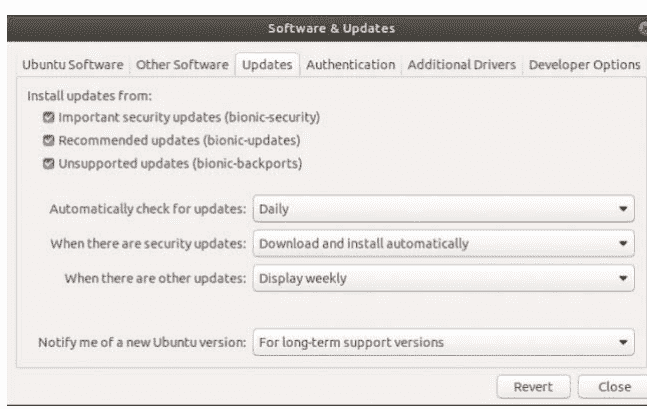 Software & Updates
Ubuntu Software Other Software Updates Authentication Additional Drivers Developer Options
Install updates from:
Important security updates (bionic-security)
Recommended updates (bionic-updates)
Unsupported updates (bionic-backports)
Automatically check for updates: Daily
When there are security updates: Download and install automatically
When there are other updates: Display weekly
Notify me of a new Ubuntu version: For long-term support versions
Revert Close